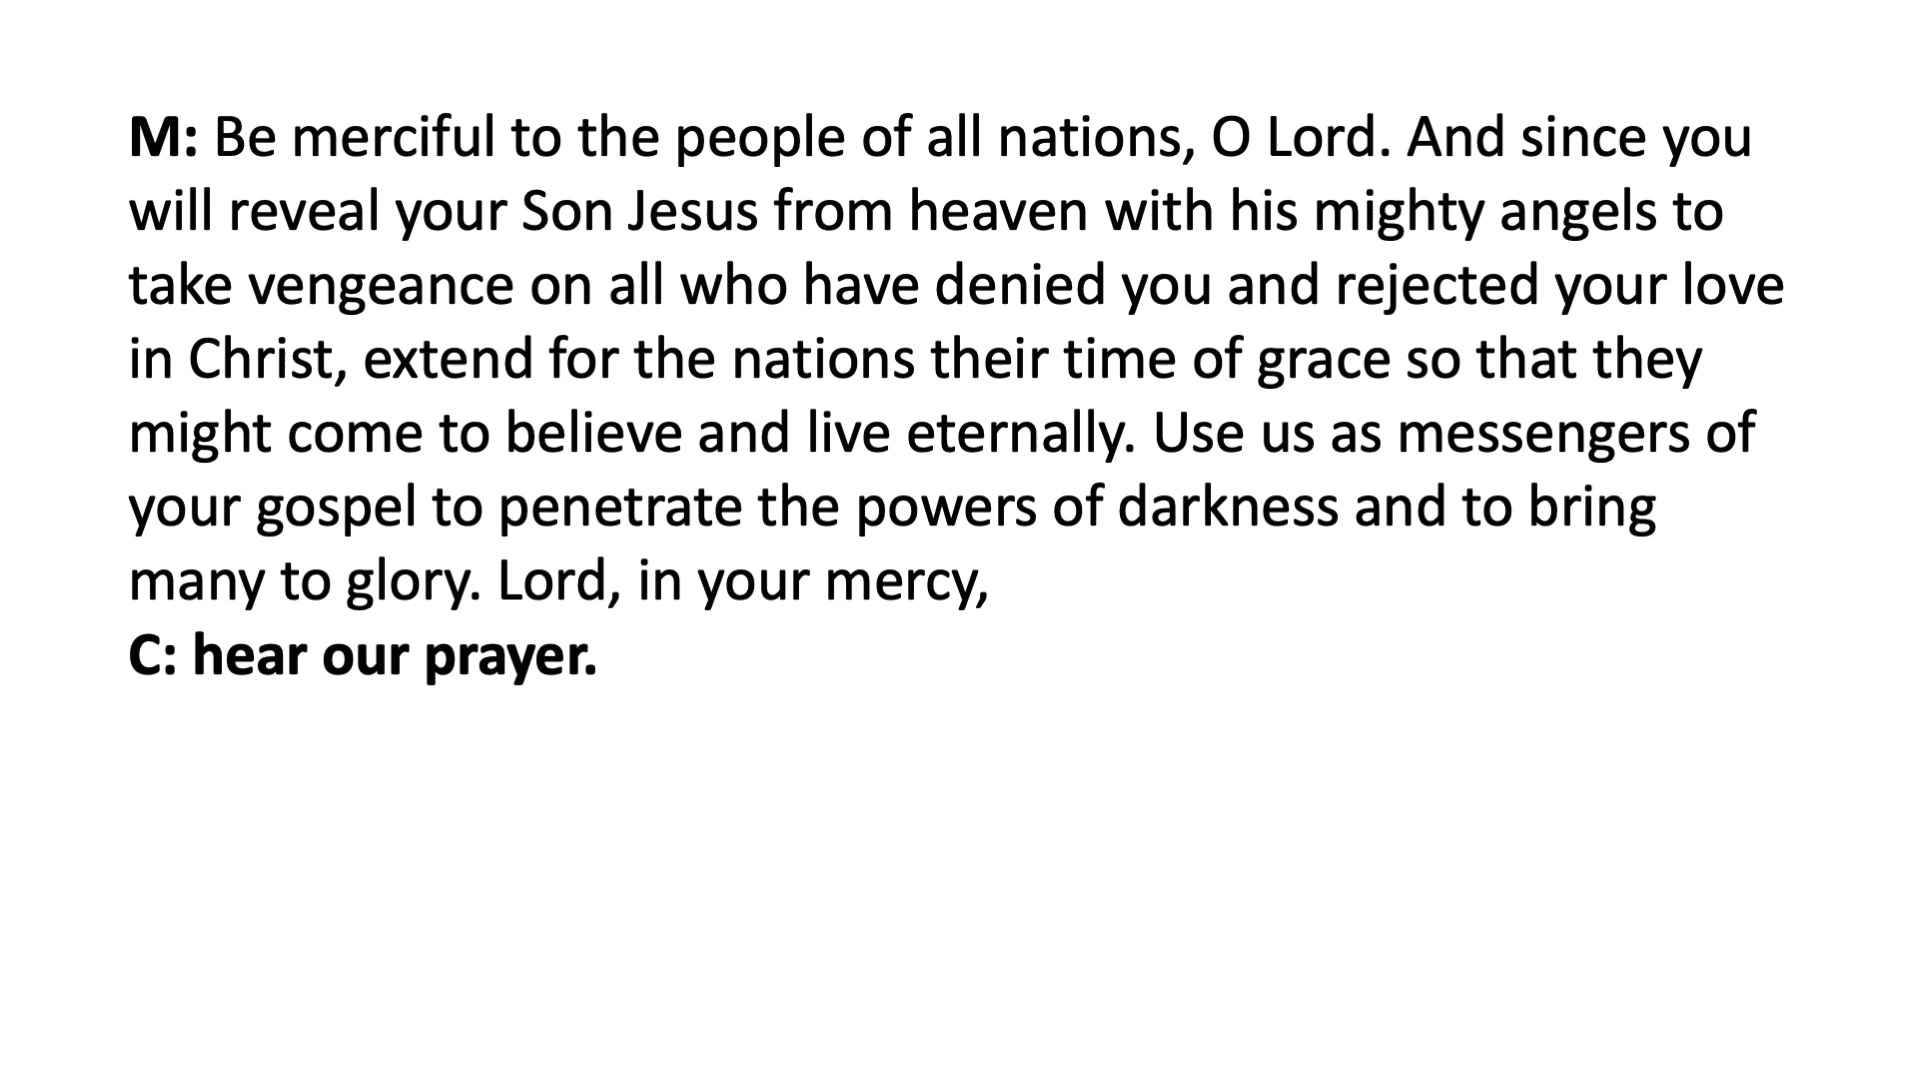 M: Be merciful to the people of all nations, O Lord. And since you
will reveal your Son Jesus from heaven with his mighty angels to
take vengeance on all who have denied you and rejected your love
in Christ, extend for the nations their time of grace so that they
might come to believe and live eternally. Use us as messengers of
your gospel to penetrate the powers of darkness and to bring
many to glory. Lord, in your mercy,
C: hear our prayer.